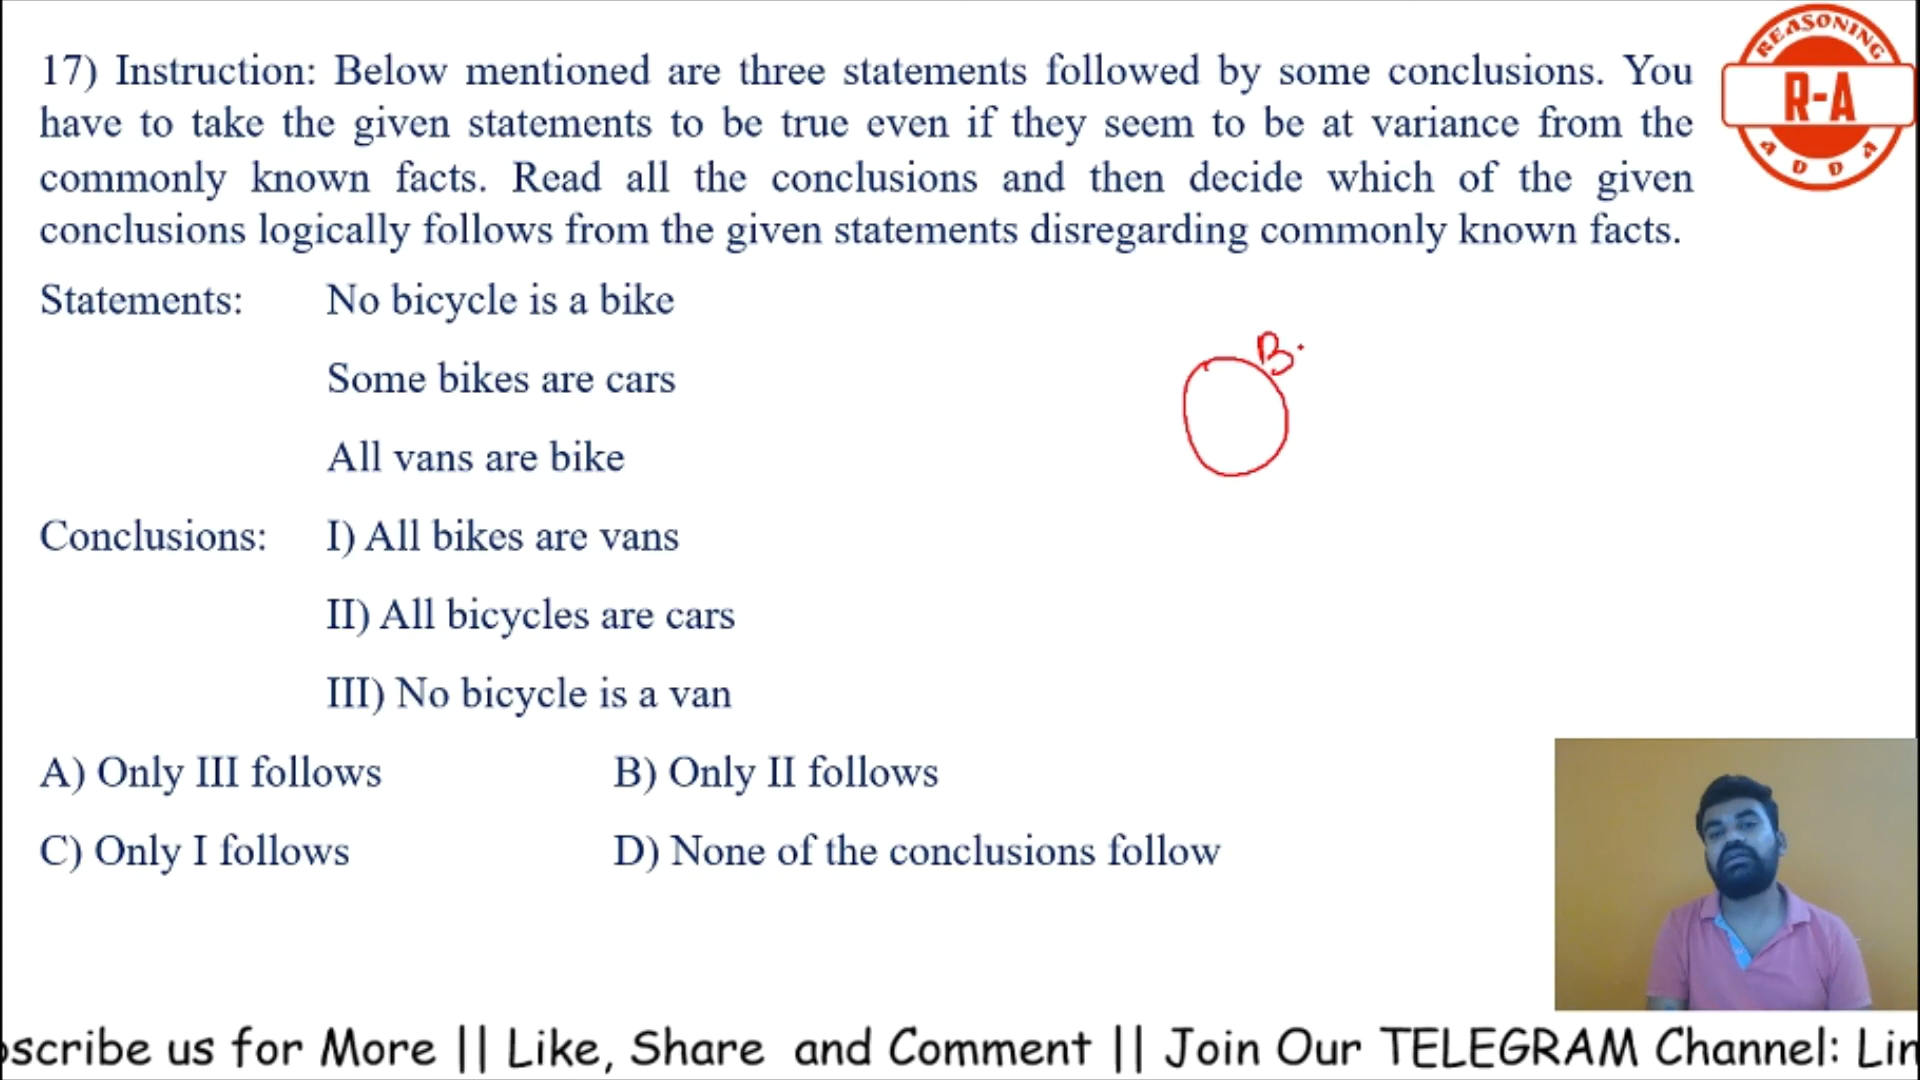 REASONING
R-A
ADDA
17) Instruction: Below mentioned are three statements followed by some conclusions. You
have to take the given statements to be true even if they seem to be at variance from the
commonly known facts. Read all the conclusions and then decide which of the given
conclusions logically follows from the given statements disregarding commonly known facts.
Statements: No bicycle is a bike
Some bikes are cars
All vans are bike
Conclusions: I) All bikes are vans
II) All bicycles are cars
III) No bicycle is a van
A) Only III follows B) Only II follows
C) Only I follows D) None of the conclusions follow
B.
scribe us for More || Like, Share and Comment || Join Our TELEGRAM Channel: Lin